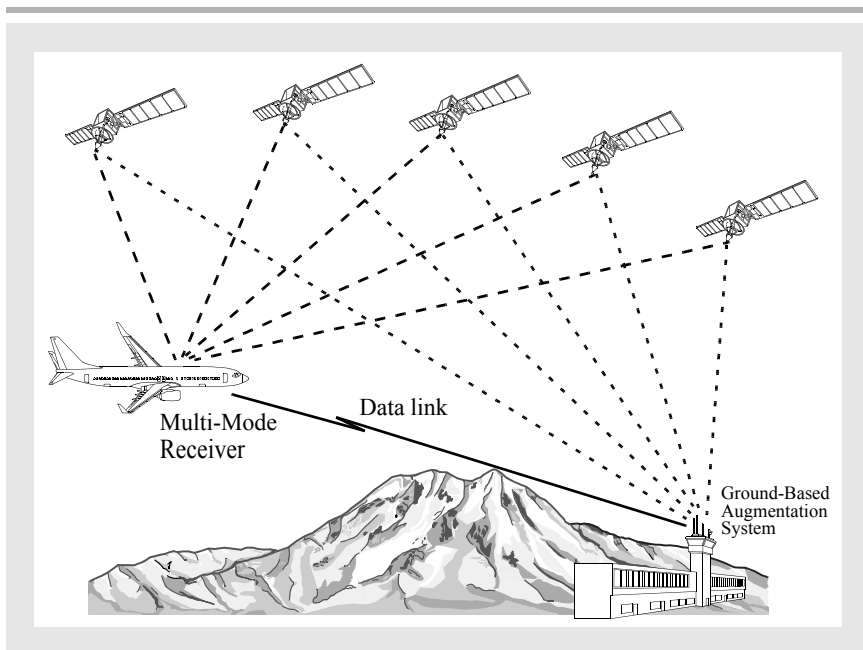 Data link
Multi-Mode
Receiver
Ground-Based
Augmentation
System